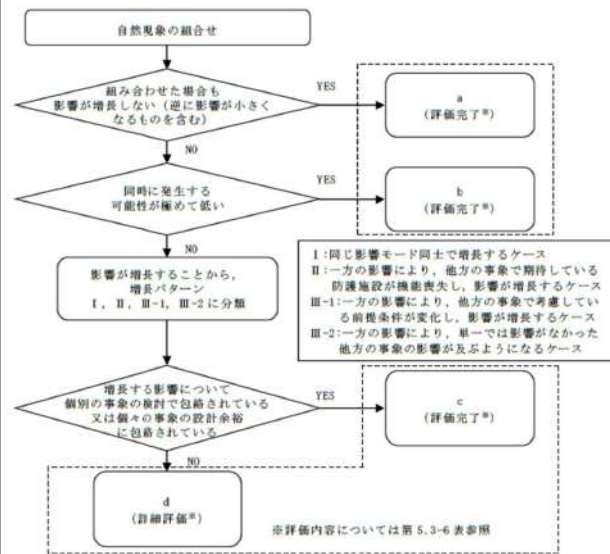 自然現象の組合せ
組み合わせた場合も
影響が増長しない（逆に影響が小さく
なるものを含む）
YES
a
（評価完了※）
NO
同時に発生する
可能性が極めて低い
YES
b
（評価完了※）
NO
影響が増長することから，
増長パターン
Ⅰ，Ⅱ，Ⅲ-1，Ⅲ-2に分類
Ⅰ:同じ影響モード同士で増長するケース
Ⅱ:一方の影響により，他方の事象で期待している
防護施設が機能喪失し，影響が増長するケース
Ⅲ-1:一方の影響により，他方の事象で考慮してい
る前提条件が変化し，影響が増長するケース
Ⅲ-2:一方の影響により，単一では影響がなかった
他方の事象の影響が及ぶようになるケース
増長する影響について
個別の事象の検討で包絡されている
又は個々の事象の設計余裕
に包絡されている
YES
c
（評価完了※）
NO
d
（詳細評価※）
※評価内容については第5.3-6表参照